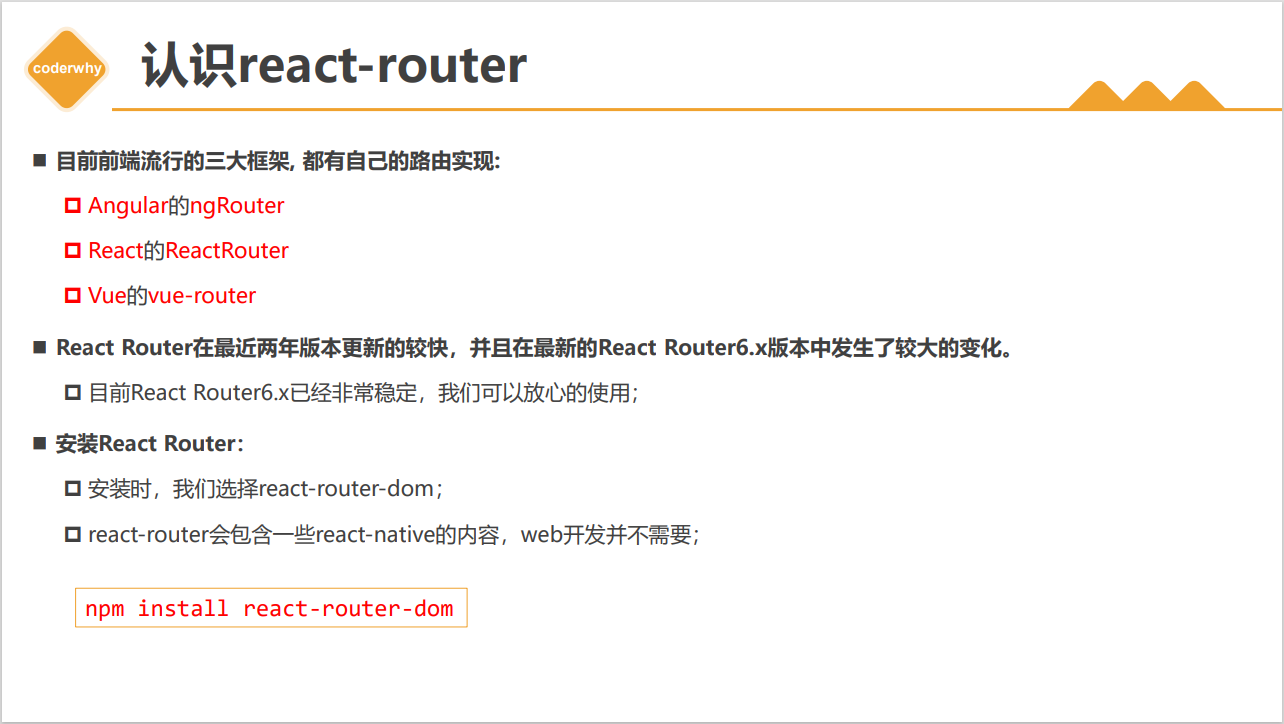 coderwhy
认识react-router
目前前端流行的三大框架, 都有自己的路由实现:
Angular的ngRouter
React的ReactRouter
Vue的vue-router
React Router在最近两年版本更新的较快，并且在最新的React Router6.x版本中发生了较大的变化。
目前React Router6.x已经非常稳定，我们可以放心的使用；
安装React Router：
安装时，我们选择react-router-dom；
react-router会包含一些react-native的内容，web开发并不需要；
npm install react-router-dom